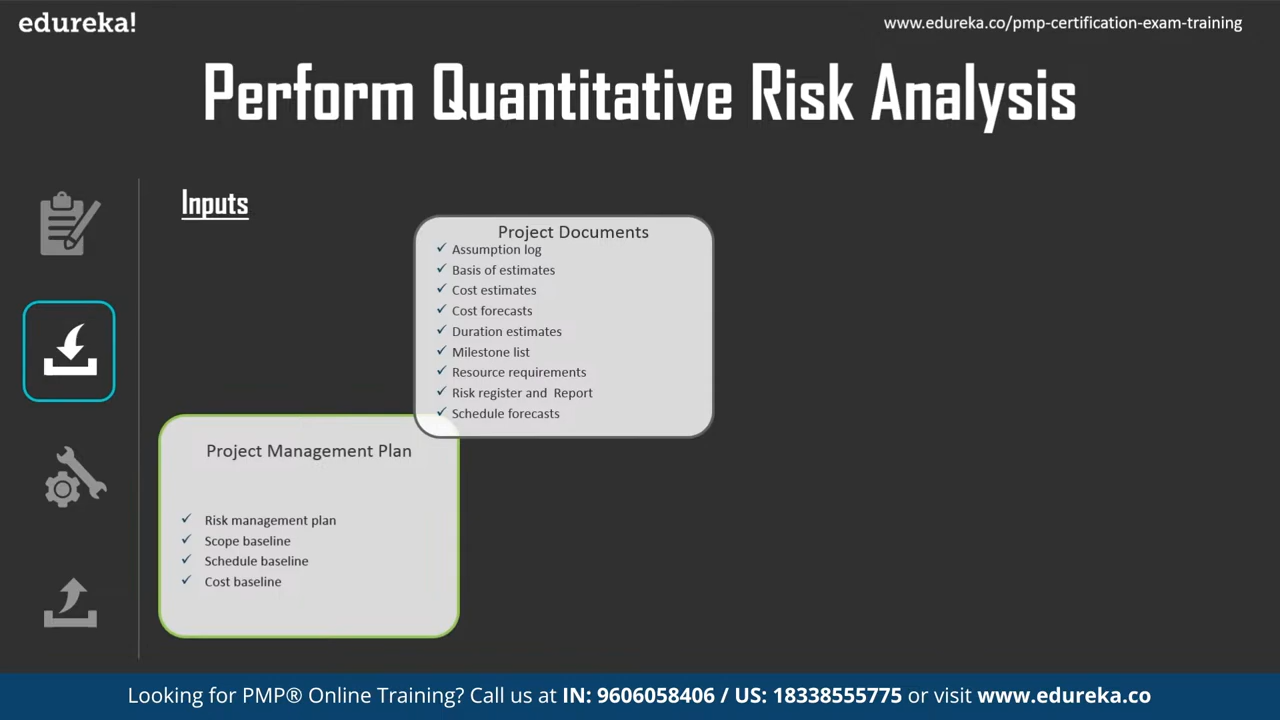 edureka!
www.edureka.co/pmp-certification-exam-training
Perform Quantitative Risk Analysis
Inputs
Project Documents
✓ Assumption log
✓ Basis of estimates
✓ Cost estimates
✓ Cost forecasts
✓ Duration estimates
✓ Milestone list
✓ Resource requirements
✓ Risk register and Report
✓ Schedule forecasts
Project Management Plan
✓ Risk management plan
✓ Scope baseline
✓ Schedule baseline
✓ Cost baseline
Looking for PMP® Online Training? Call us at IN: 9606058406 / US: 18338555775 or visit www.edureka.co